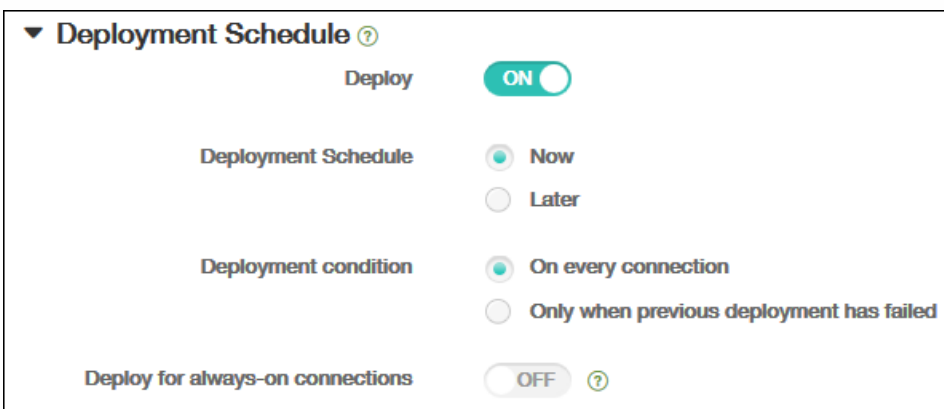 Deployment Schedule ?
Deploy ON
Deployment Schedule Now
Later
Deployment condition On every connection
Only when previous deployment has failed
Deploy for always-on connections OFF ?